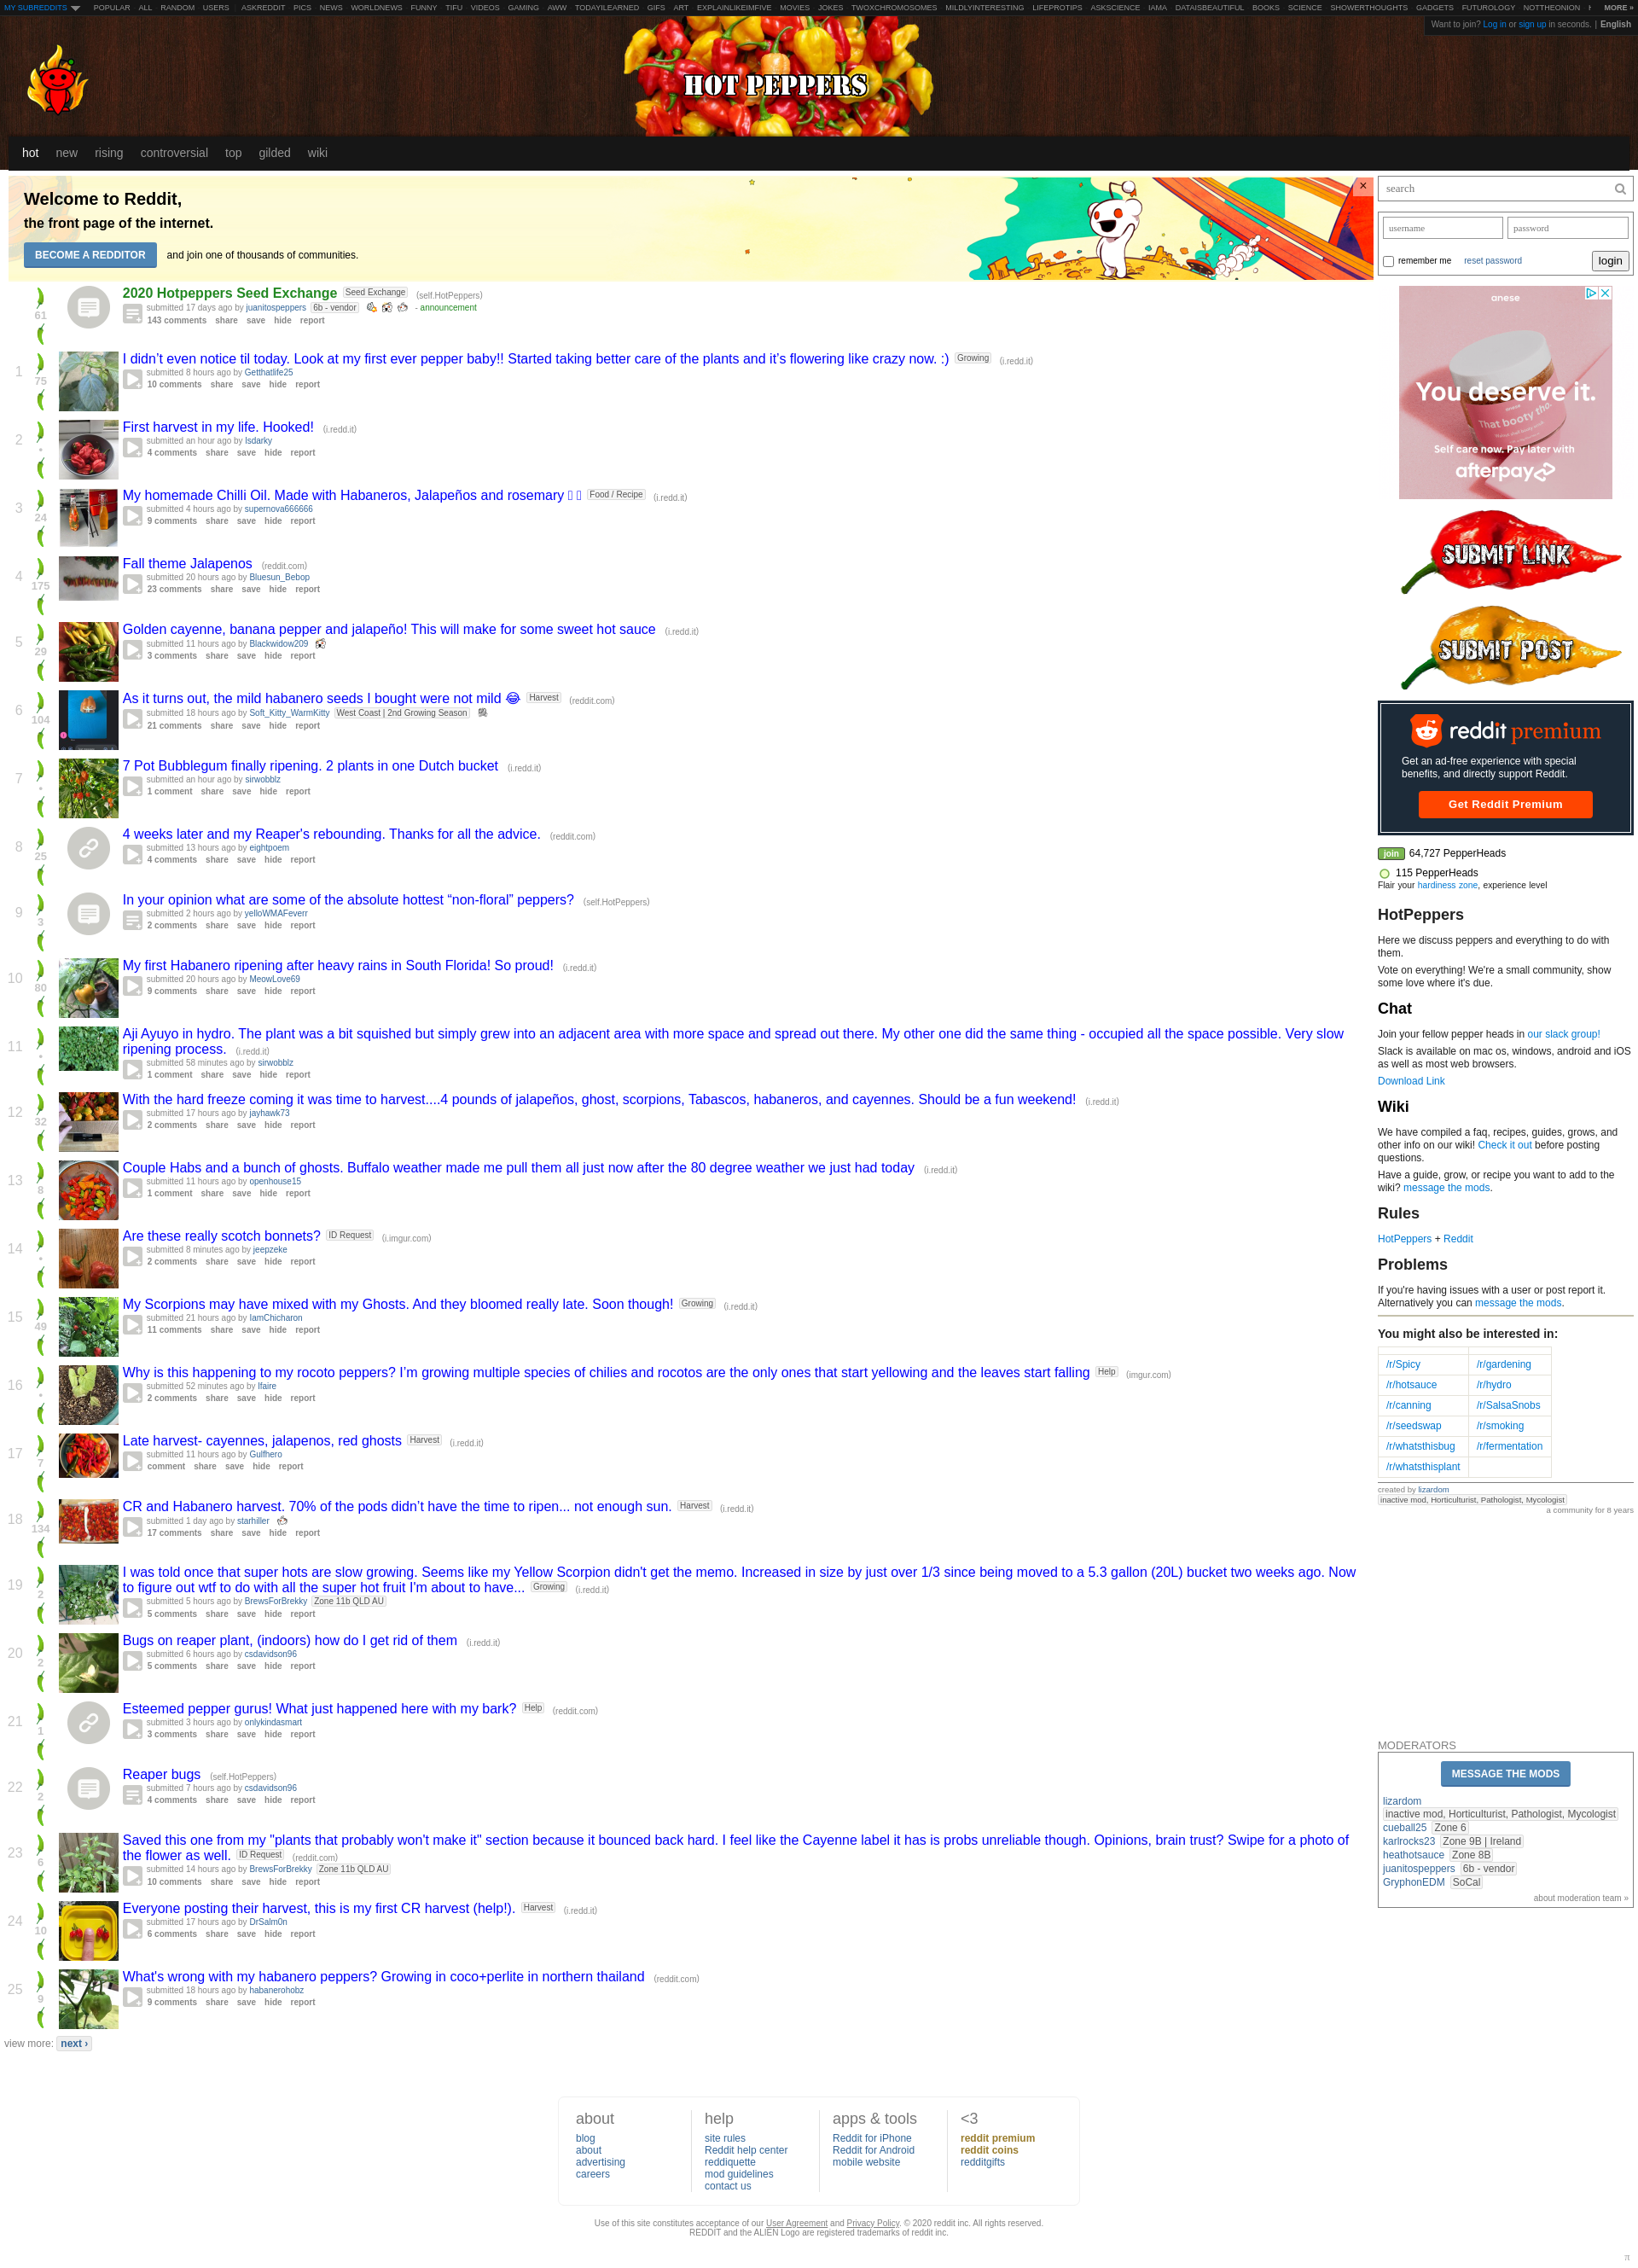 MY SUBREDDITS POPULAR ALL RANDOM USERS ASKREDDIT PICS NEWS WORLDNEWS FUNNY TIFU VIDEOS GAMING AWW TODAYILEARNED GIFS ART EXPLAINLIKEIMFIVE MOVIES JOKES TWOXCHROMOSOMES MILDLYINTERESTING LIFEPROTIPS ASKSCIENCE IAMA DATAISBEAUTIFUL BOOKS SCIENCE SHOWERTHOUGHTS GADGETS FUTUROLOGY NOTTHEONION MORE »
Want to join? Log in or sign up in seconds. | English
HOT PEPPERS
hot new rising controversial top gilded wiki
Welcome to Reddit,
the front page of the internet.
BECOME A REDDITOR and join one of thousands of communities.
×
61
2020 Hotpeppers Seed Exchange Seed Exchange (self.HotPeppers)
submitted 17 days ago by juanitospeppers 6b - vendor - announcement
143 comments share save hide report
1
75
I didn’t even notice til today. Look at my first ever pepper baby!! Started taking better care of the plants and it’s flowering like crazy now. :) Growing (i.redd.it)
submitted 8 hours ago by Getthatlife25
10 comments share save hide report
2
•
First harvest in my life. Hooked! (i.redd.it)
submitted an hour ago by Isdarky
4 comments share save hide report
3
24
My homemade Chilli Oil. Made with Habaneros, Jalapeños and rosemary Food / Recipe (i.redd.it)
submitted 4 hours ago by supernova666666
9 comments share save hide report
4
175
Fall theme Jalapenos (reddit.com)
submitted 20 hours ago by Bluesun_Bebop
23 comments share save hide report
5
29
Golden cayenne, banana pepper and jalapeño! This will make for some sweet hot sauce (i.redd.it)
submitted 11 hours ago by Blackwidow209
3 comments share save hide report
6
104
As it turns out, the mild habanero seeds I bought were not mild 😂 Harvest (reddit.com)
submitted 18 hours ago by Soft_Kitty_WarmKitty West Coast | 2nd Growing Season
21 comments share save hide report
7
•
7 Pot Bubblegum finally ripening. 2 plants in one Dutch bucket (i.redd.it)
submitted an hour ago by sirwobblz
1 comment share save hide report
8
25
4 weeks later and my Reaper's rebounding. Thanks for all the advice. (reddit.com)
submitted 13 hours ago by eightpoem
4 comments share save hide report
9
3
In your opinion what are some of the absolute hottest “non-floral” peppers? (self.HotPeppers)
submitted 2 hours ago by yelloWMAFeverr
2 comments share save hide report
10
80
My first Habanero ripening after heavy rains in South Florida! So proud! (i.redd.it)
submitted 20 hours ago by MeowLove69
9 comments share save hide report
11
•
Aji Ayuyo in hydro. The plant was a bit squished but simply grew into an adjacent area with more space and spread out there. My other one did the same thing - occupied all the space possible. Very slow
ripening process. (i.redd.it)
submitted 58 minutes ago by sirwobblz
1 comment share save hide report
12
32
With the hard freeze coming it was time to harvest....4 pounds of jalapeños, ghost, scorpions, Tabascos, habaneros, and cayennes. Should be a fun weekend! (i.redd.it)
submitted 17 hours ago by jayhawk73
2 comments share save hide report
13
8
Couple Habs and a bunch of ghosts. Buffalo weather made me pull them all just now after the 80 degree weather we just had today (i.redd.it)
submitted 11 hours ago by openhouse15
1 comment share save hide report
14
•
Are these really scotch bonnets? ID Request (i.imgur.com)
submitted 8 minutes ago by jeepzeke
2 comments share save hide report
15
49
My Scorpions may have mixed with my Ghosts. And they bloomed really late. Soon though! Growing (i.redd.it)
submitted 21 hours ago by IamChicharon
11 comments share save hide report
16
•
Why is this happening to my rocoto peppers? I’m growing multiple species of chilies and rocotos are the only ones that start yellowing and the leaves start falling Help (imgur.com)
submitted 52 minutes ago by Ifaire
2 comments share save hide report
17
7
Late harvest- cayennes, jalapenos, red ghosts Harvest (i.redd.it)
submitted 11 hours ago by Gulfhero
comment share save hide report
18
134
CR and Habanero harvest. 70% of the pods didn’t have the time to ripen... not enough sun. Harvest (i.redd.it)
submitted 1 day ago by starhiller
17 comments share save hide report
19
2
I was told once that super hots are slow growing. Seems like my Yellow Scorpion didn't get the memo. Increased in size by just over 1/3 since being moved to a 5.3 gallon (20L) bucket two weeks ago. Now
to figure out wtf to do with all the super hot fruit I'm about to have... Growing (i.redd.it)
submitted 5 hours ago by BrewsForBrekky Zone 11b QLD AU
5 comments share save hide report
20
2
Bugs on reaper plant, (indoors) how do I get rid of them (i.redd.it)
submitted 6 hours ago by csdavidson96
5 comments share save hide report
21
1
Esteemed pepper gurus! What just happened here with my bark? Help (reddit.com)
submitted 3 hours ago by onlykindasmart
3 comments share save hide report
22
2
Reaper bugs (self.HotPeppers)
submitted 7 hours ago by csdavidson96
4 comments share save hide report
23
6
Saved this one from my "plants that probably won't make it" section because it bounced back hard. I feel like the Cayenne label it has is probs unreliable though. Opinions, brain trust? Swipe for a photo of
the flower as well. ID Request (reddit.com)
submitted 14 hours ago by BrewsForBrekky Zone 11b QLD AU
10 comments share save hide report
24
10
Everyone posting their harvest, this is my first CR harvest (help!). Harvest (i.redd.it)
submitted 17 hours ago by DrSalm0n
6 comments share save hide report
25
9
What's wrong with my habanero peppers? Growing in coco+perlite in northern thailand (reddit.com)
submitted 18 hours ago by habanerohobz
9 comments share save hide report
view more: next ›
search
username password
remember me reset password login
anese
You deserve it.
That booty tho.
Self care now. Pay later with
afterpay
SUBMIT LINK
SUBMIT POST
reddit premium
Get an ad-free experience with special
benefits, and directly support Reddit.
Get Reddit Premium
join 64,727 PepperHeads
115 PepperHeads
Flair your hardiness zone, experience level
HotPeppers
Here we discuss peppers and everything to do with
them.
Vote on everything! We're a small community, show
some love where it's due.
Chat
Join your fellow pepper heads in our slack group!
Slack is available on mac os, windows, android and iOS
as well as most web browsers.
Download Link
Wiki
We have compiled a faq, recipes, guides, grows, and
other info on our wiki! Check it out before posting
questions.
Have a guide, grow, or recipe you want to add to the
wiki? message the mods.
Rules
HotPeppers + Reddit
Problems
If you're having issues with a user or post report it.
Alternatively you can message the mods.
You might also be interested in:
/r/Spicy /r/gardening
/r/hotsauce /r/hydro
/r/canning /r/SalsaSnobs
/r/seedswap /r/smoking
/r/whatsthisbug /r/fermentation
/r/whatsthisplant
created by lizardom
inactive mod, Horticulturist, Pathologist, Mycologist
a community for 8 years
MODERATORS
MESSAGE THE MODS
lizardom
inactive mod, Horticulturist, Pathologist, Mycologist
cueball25 Zone 6
karlrocks23 Zone 9B | Ireland
heathotsauce Zone 8B
juanitospeppers 6b - vendor
GryphonEDM SoCal
about moderation team »
about
blog
about
advertising
careers
help
site rules
Reddit help center
reddiquette
mod guidelines
contact us
apps & tools
Reddit for iPhone
Reddit for Android
mobile website
<3
reddit premium
reddit coins
redditgifts
Use of this site constitutes acceptance of our User Agreement and Privacy Policy. © 2020 reddit inc. All rights reserved.
REDDIT and the ALIEN Logo are registered trademarks of reddit inc.
π